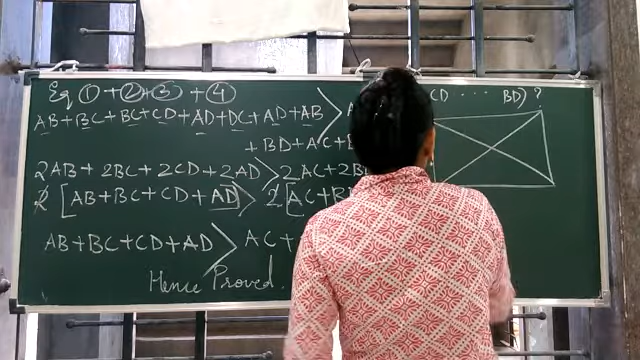 Eq ① + ② + ③ + ④ CD ... BD) ?
AB + BC + BC + CD + AD + DC + AD + AB >
+ BD + AC +
2AB + 2BC + 2CD + 2AD > 2AC + 2B
2 [AB + BC + CD + AD] > 2 [AC + B
AB + BC + CD + AD > AC +
Hence Proved.